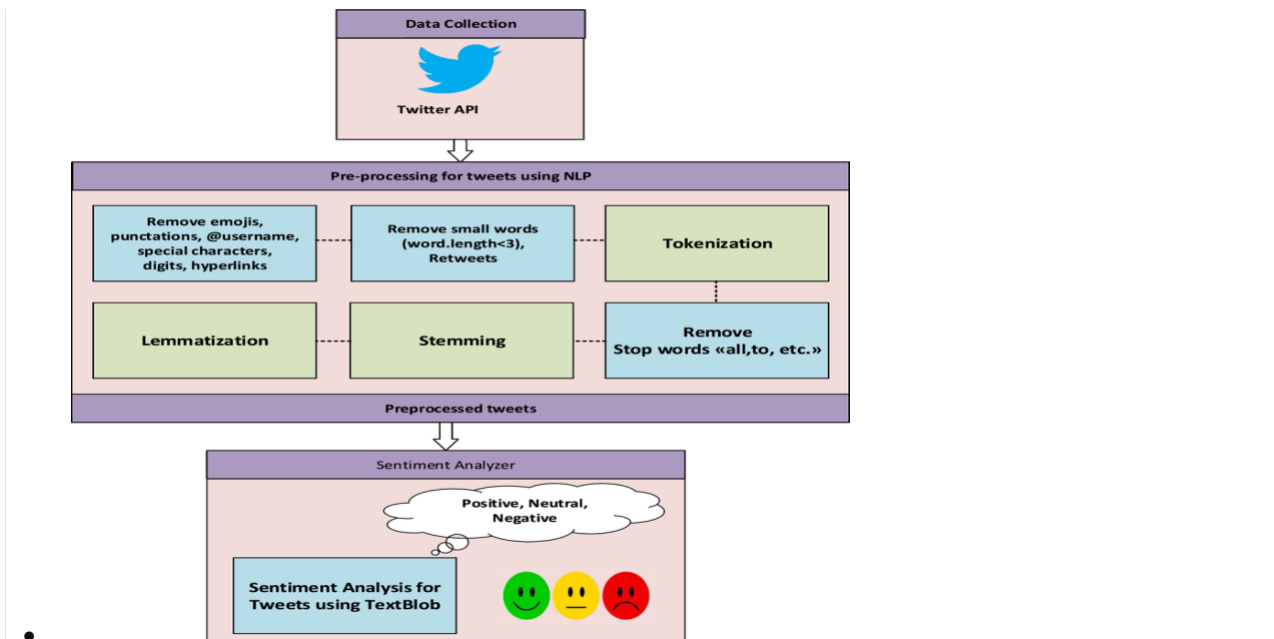 Data Collection
Twitter API
Pre-processing for tweets using NLP
Remove emojis,
punctations, @username,
special characters,
digits, hyperlinks
Remove small words
(word.length<3),
Retweets
Tokenization
Remove
Stop words «all,to, etc.»
Stemming
Lemmatization
Preprocessed tweets
Sentiment Analyzer
Positive, Neutral,
Negative
Sentiment Analysis for
Tweets using TextBlob